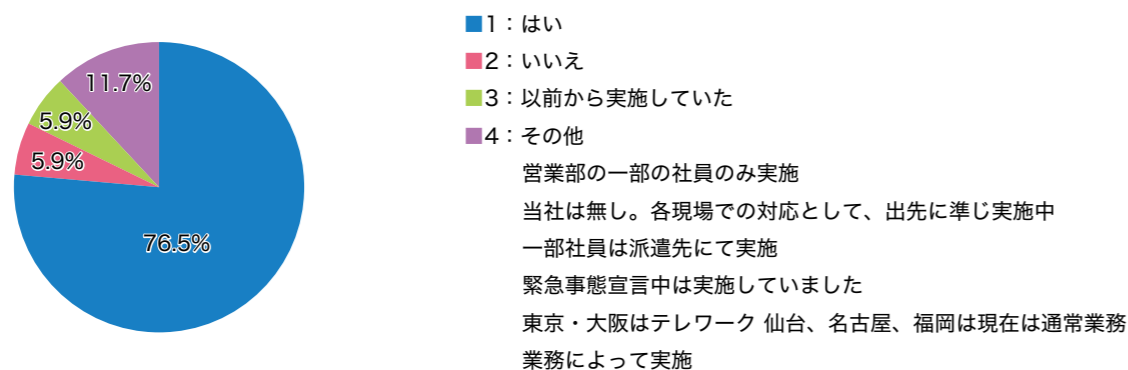 11.7%
5.9%
5.9%
76.5%
■1：はい
■2：いいえ
■3：以前から実施していた
■4：その他
営業部の一部の社員のみ実施
当社は無し。各現場での対応として、出先に準じ実施中
一部社員は派遣先にて実施
緊急事態宣言中は実施していました
東京・大阪はテレワーク 仙台、名古屋、福岡は現在は通常業務
業務によって実施